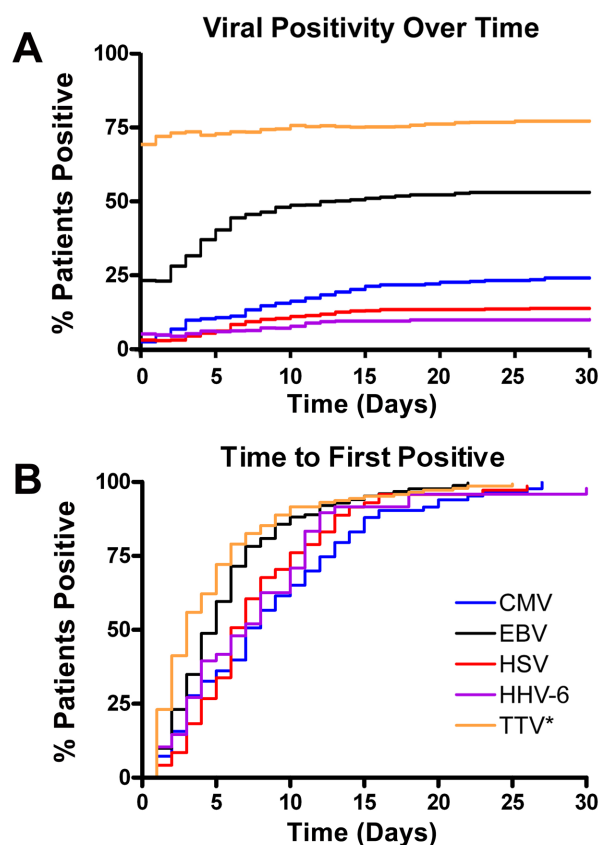 A
Viral Positivity Over Time
% Patients Positive
100
75
50
25
0
0 5 10 15 20 25 30
Time (Days)
B
Time to First Positive
% Patients Positive
100
75
50
25
0
CMV
EBV
HSV
HHV-6
TTV*
0 5 10 15 20 25 30
Time (Days)